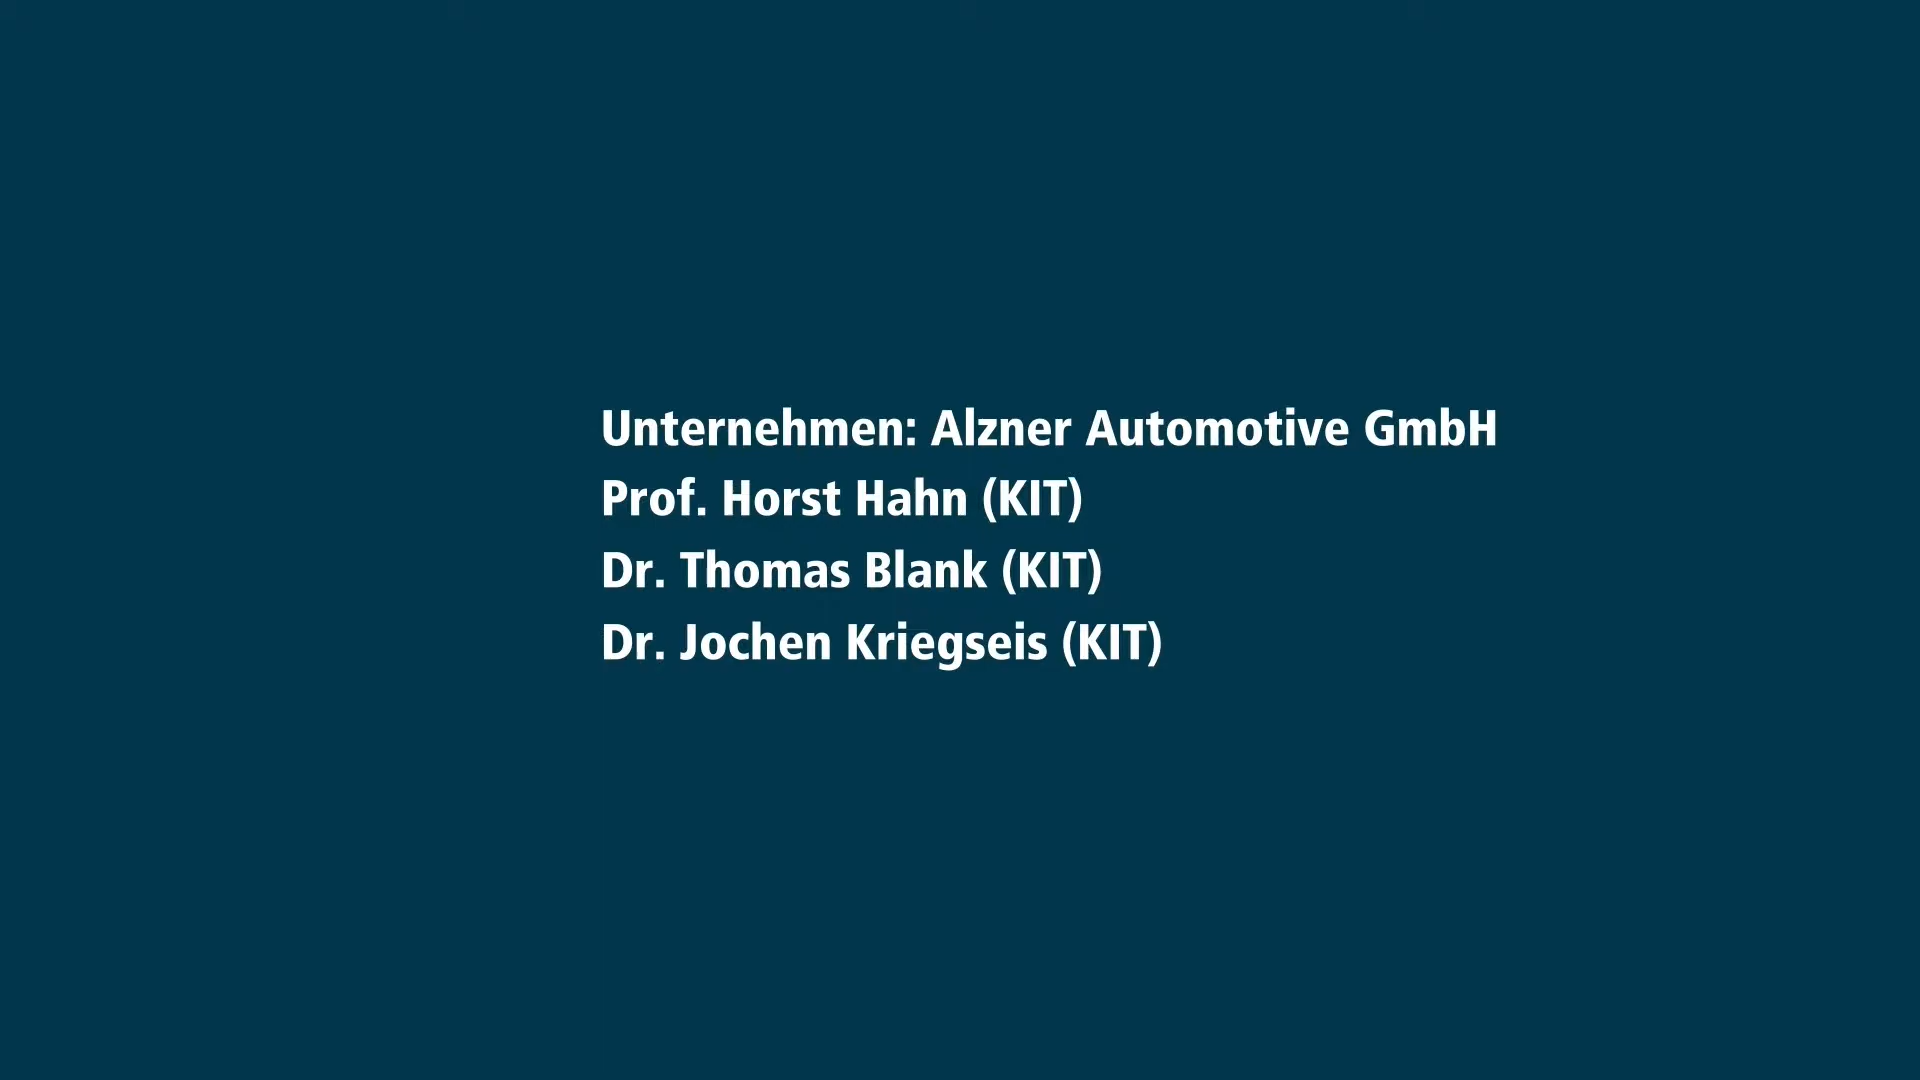 Unternehmen: Alzner Automotive GmbH
Prof. Horst Hahn (KIT)
Dr. Thomas Blank (KIT)
Dr. Jochen Kriegseis (KIT)